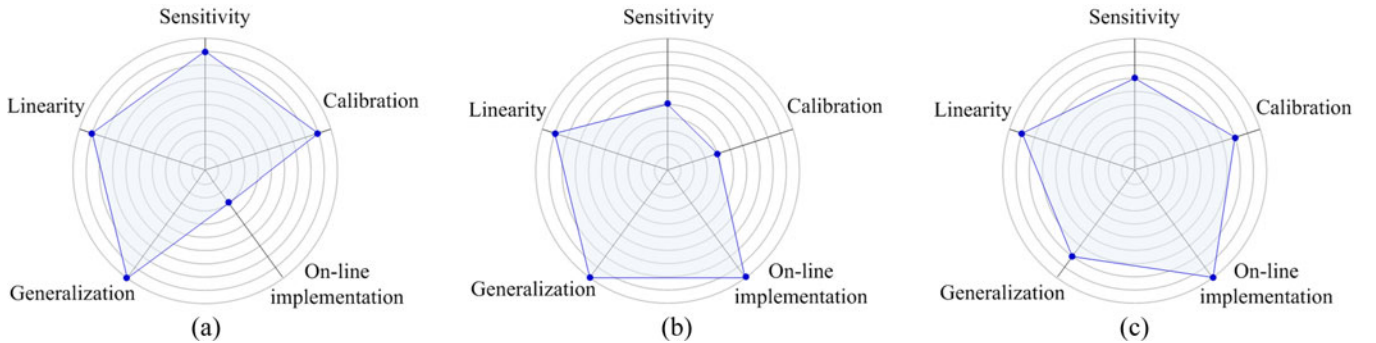 Sensitivity
Calibration
Linearity
Generalization
On-line
implementation
(a)
Sensitivity
Calibration
Linearity
Generalization
On-line
implementation
(b)
Sensitivity
Calibration
Linearity
Generalization
On-line
implementation
(c)